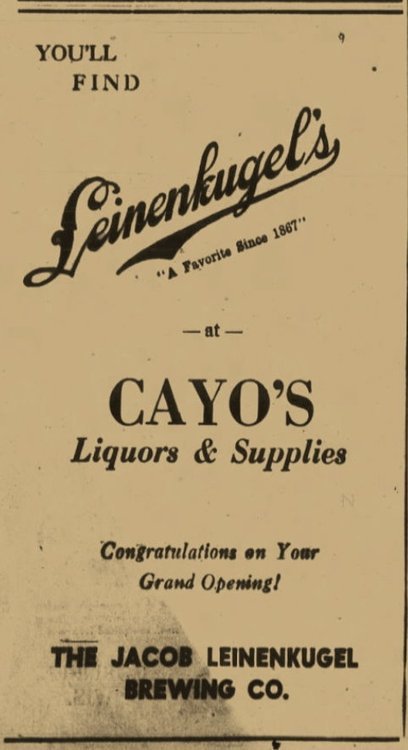 YOU'LL
FIND
Leinenkugel's
"A Favorite Since 1867"
— at —
CAYO'S
Liquors & Supplies
Congratulations on Your
Grand Opening!
THE JACOB LEINENKUGEL
BREWING CO.